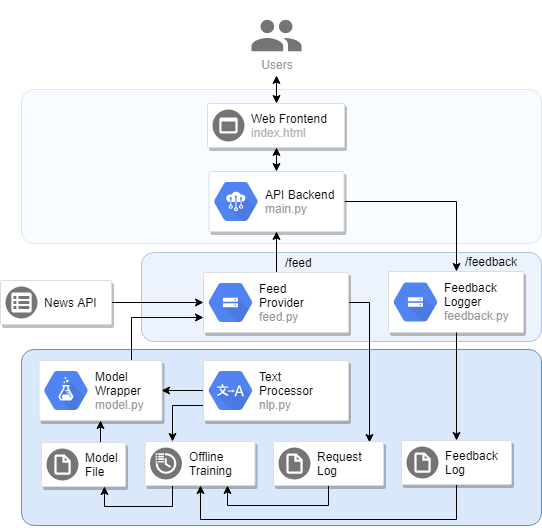 Users
Web Frontend
index.html
API Backend
main.py
/feed
/feedback
News API
Feed
Provider
feed.py
Feedback
Logger
feedback.py
Model
Wrapper
model.py
Text
Processor
nlp.py
文→A
Model
File
Offline
Training
Request
Log
Feedback
Log